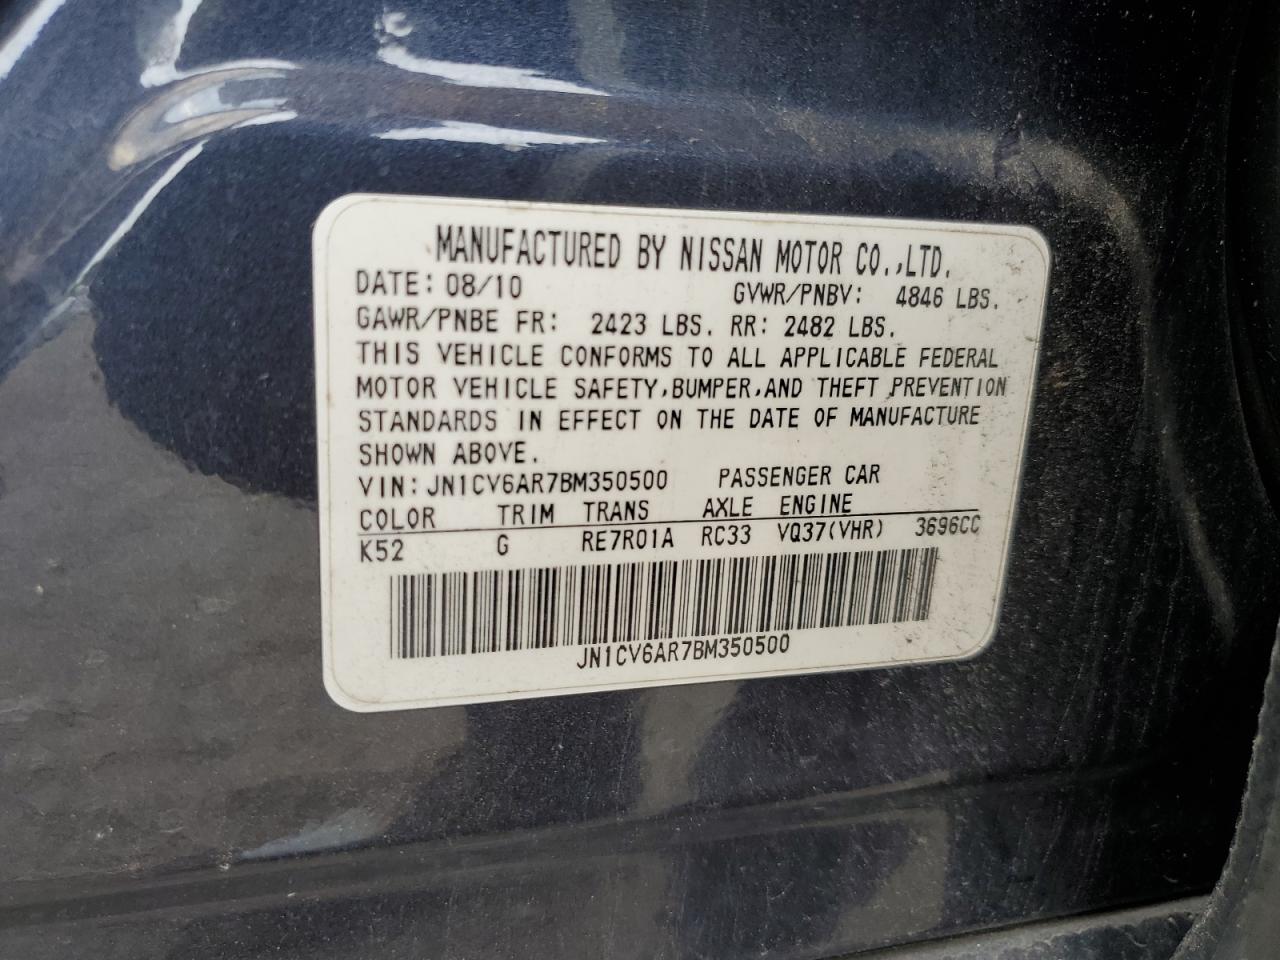 MANUFACTURED BY NISSAN MOTOR CO.,LTD.
DATE: 08/10 GVWR/PNBV: 4846 LBS.
GAWR/PNBE FR: 2423 LBS. RR: 2482 LBS.
THIS VEHICLE CONFORMS TO ALL APPLICABLE FEDERAL
MOTOR VEHICLE SAFETY,BUMPER,AND THEFT PREVENTION
STANDARDS IN EFFECT ON THE DATE OF MANUFACTURE
SHOWN ABOVE.
VIN: JN1CV6AR7BM350500 PASSENGER CAR
COLOR TRIM TRANS AXLE ENGINE
K52 G RE7R01A RC33 VQ37(VHR) 3696CC
JN1CV6AR7BM350500